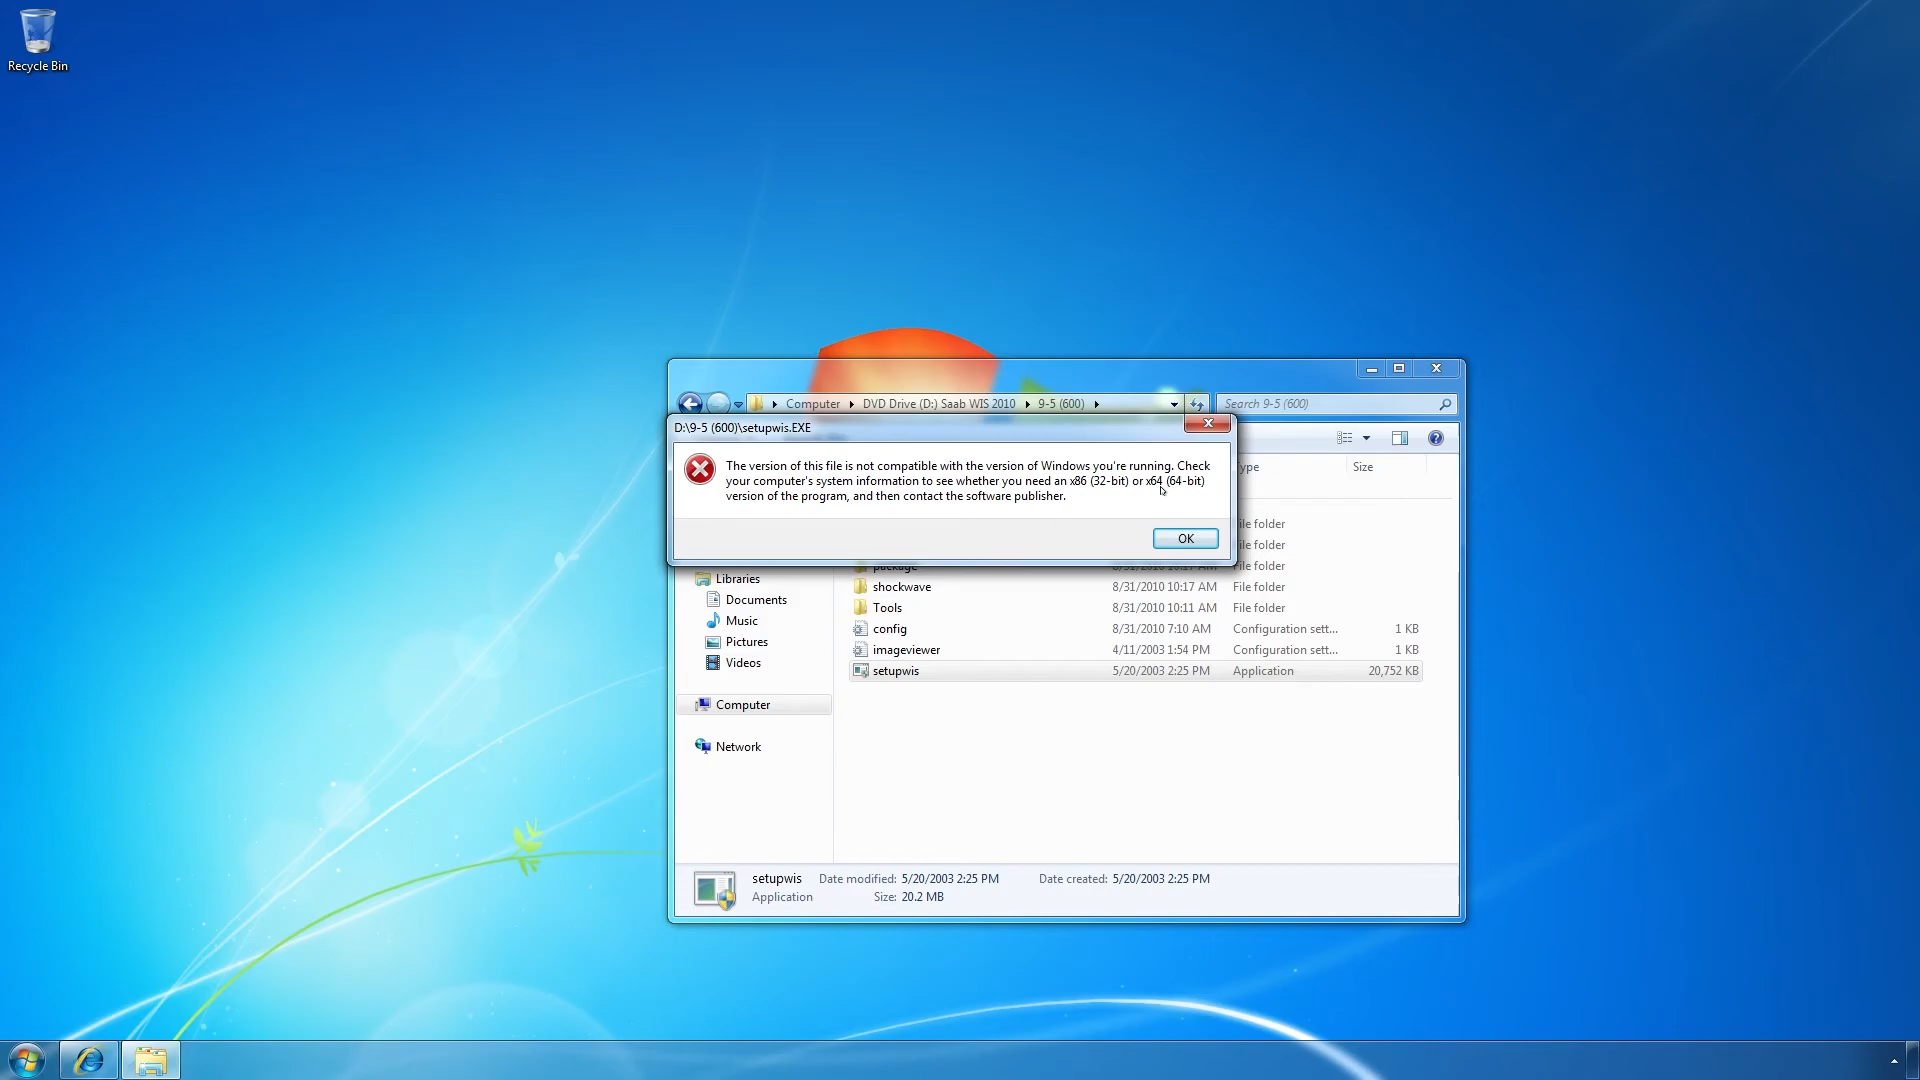 Recycle Bin
Computer
DVD Drive (D:) Saab WIS 2010
9-5 (600)
Search 9-5 (600)
D:\9-5 (600)\setupwis.EXE
The version of this file is not compatible with the version of Windows you're running. Check
your computer's system information to see whether you need an x86 (32-bit) or x64 (64-bit)
version of the program, and then contact the software publisher.
OK
ype Size
ile folder
ile folder
package 8/31/2010 10:17 AM ile folder
shockwave 8/31/2010 10:17 AM File folder
Tools 8/31/2010 10:11 AM File folder
config 8/31/2010 7:10 AM Configuration sett... 1 KB
imageviewer 4/11/2003 1:54 PM Configuration sett... 1 KB
setupwis 5/20/2003 2:25 PM Application 20,752 KB
Libraries
Documents
Music
Pictures
Videos
Computer
Network
setupwis Date modified: 5/20/2003 2:25 PM Date created: 5/20/2003 2:25 PM
Application Size: 20.2 MB